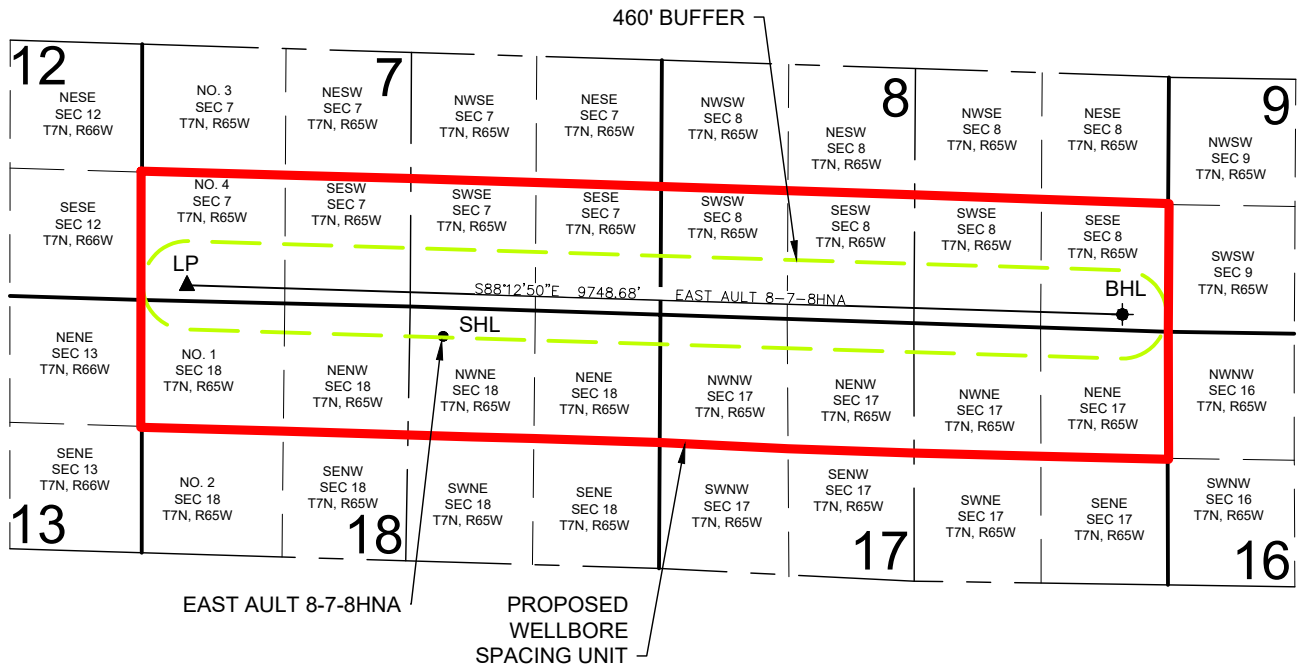 460' BUFFER
12
7
8
9
NESE
SEC 12
T7N, R66W
NO. 3
SEC 7
T7N, R65W
NESW
SEC 7
T7N, R65W
NWSE
SEC 7
T7N, R65W
NESE
SEC 7
T7N, R65W
NWSW
SEC 8
T7N, R65W
NESW
SEC 8
T7N, R65W
NWSE
SEC 8
T7N, R65W
NESE
SEC 8
T7N, R65W
NWSW
SEC 9
T7N, R65W
SESE
SEC 12
T7N, R66W
NO. 4
SEC 7
T7N, R65W
SESW
SEC 7
T7N, R65W
SWSE
SEC 7
T7N, R65W
SESE
SEC 7
T7N, R65W
SWSW
SEC 8
T7N, R65W
SESW
SEC 8
T7N, R65W
SWSE
SEC 8
T7N, R65W
SESE
SEC 8
T7N, R65W
SWSW
SEC 9
T7N, R65W
LP
S88°12'50"E 9748.68' EAST AULT 8-7-8HNA
BHL
SHL
NENE
SEC 13
T7N, R66W
NO. 1
SEC 18
T7N, R65W
NENW
SEC 18
T7N, R65W
NWNE
SEC 18
T7N, R65W
NENE
SEC 18
T7N, R65W
NWNW
SEC 17
T7N, R65W
NENW
SEC 17
T7N, R65W
NWNE
SEC 17
T7N, R65W
NENE
SEC 17
T7N, R65W
NWNW
SEC 16
T7N, R65W
SENE
SEC 13
T7N, R66W
NO. 2
SEC 18
T7N, R65W
SENW
SEC 18
T7N, R65W
SWNE
SEC 18
T7N, R65W
SENE
SEC 18
T7N, R65W
SWNW
SEC 17
T7N, R65W
SENW
SEC 17
T7N, R65W
SWNE
SEC 17
T7N, R65W
SENE
SEC 17
T7N, R65W
SWNW
SEC 16
T7N, R65W
13
18
17
16
EAST AULT 8-7-8HNA
PROPOSED
WELLBORE
SPACING UNIT